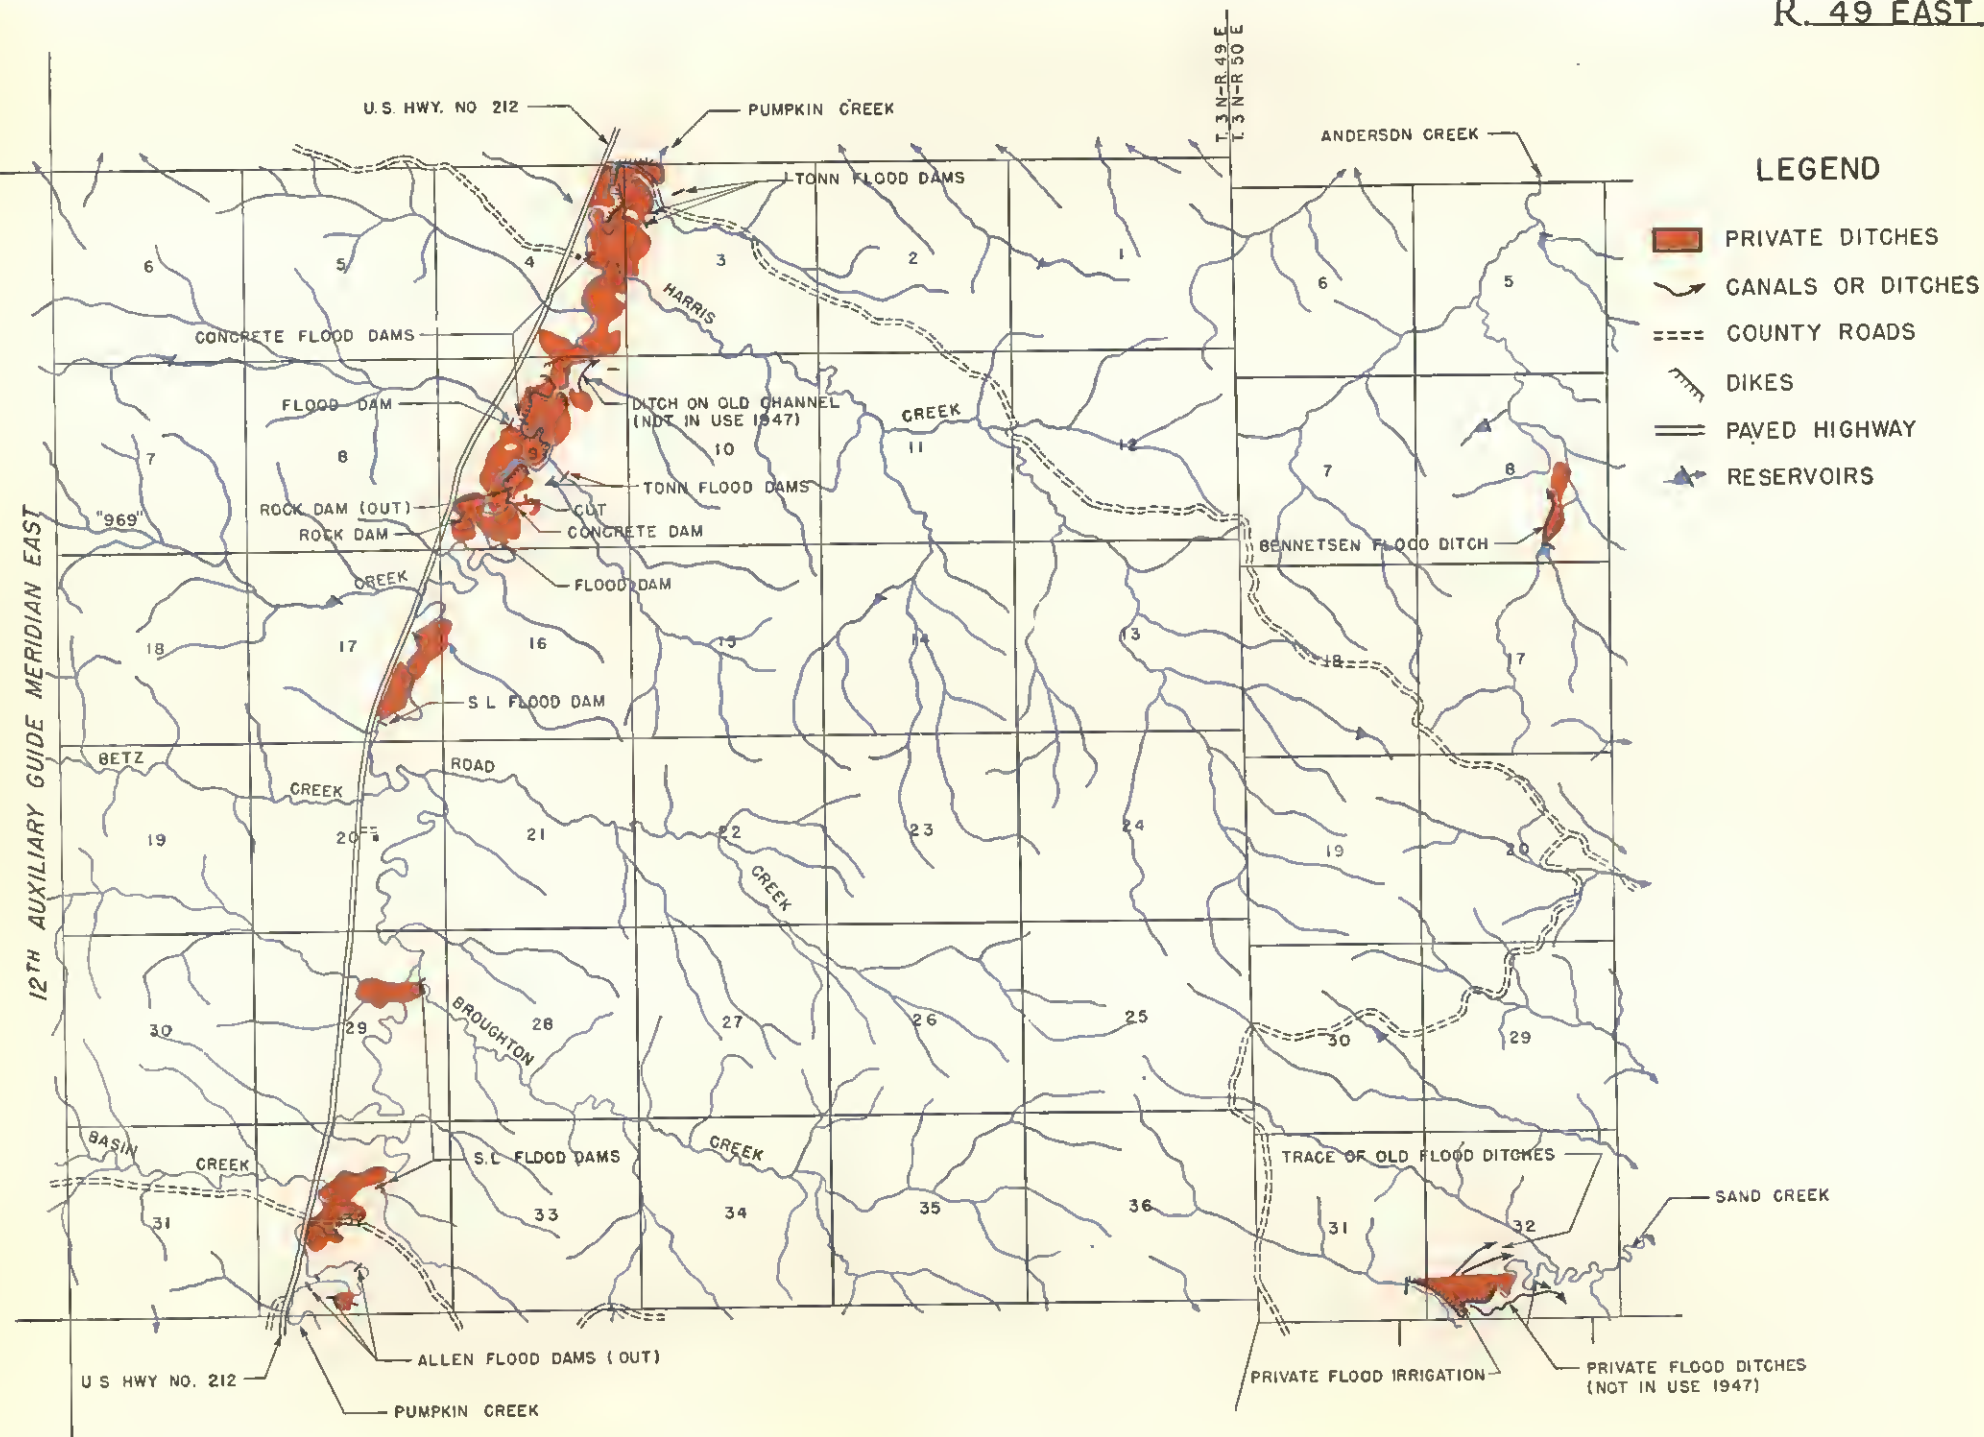 R. 49 EAST
T. 3 N-R. 49 E
T. 3 N-R 50 E
U.S. HWY. NO 212
PUMPKIN CREEK
ANDERSON CREEK
LEGEND
PRIVATE DITCHES
CANALS OR DITCHES
COUNTY ROADS
DIKES
PAVED HIGHWAY
RESERVOIRS
TONN FLOOD DAMS
6
5
4
3
2
1
6
5
HARRIS
CONCRETE FLOOD DAMS
FLOOD DAM
DITCH ON OLD CHANNEL
(NOT IN USE 1947)
CREEK
7
8
9
10
11
12
7
8
TONN FLOOD DAMS
ROCK DAM (OUT)
CUT
ROCK DAM
CONCRETE DAM
"969"
BENNETSEN FLOOD DITCH
CREEK
FLOOD DAM
12TH AUXILIARY GUIDE MERIDIAN EAST
18
17
16
15
14
13
18
17
S L FLOOD DAM
BETZ
CREEK
ROAD
19
20
21
22
23
24
19
20
CREEK
30
29
28
27
26
25
30
29
BROUGHTON
BASIN
CREEK
S.L. FLOOD DAMS
CREEK
TRACE OF OLD FLOOD DITCHES
SAND CREEK
31
32
33
34
35
36
31
32
ALLEN FLOOD DAMS (OUT)
U S HWY NO. 212
PUMPKIN CREEK
PRIVATE FLOOD IRRIGATION
PRIVATE FLOOD DITCHES
(NOT IN USE 1947)